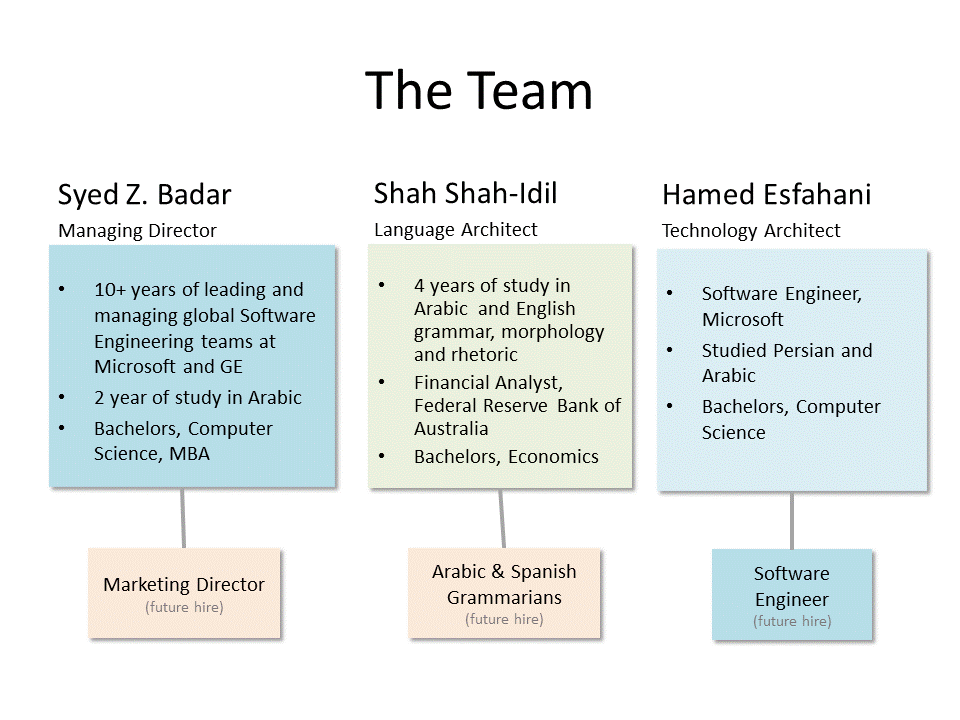 The Team
Syed Z. Badar
Managing Director
• 10+ years of leading and
managing global Software
Engineering teams at
Microsoft and GE
• 2 year of study in Arabic
• Bachelors, Computer
Science, MBA
Marketing Director
(future hire)
Shah Shah-Idil
Language Architect
• 4 years of study in
Arabic and English
grammar, morphology
and rhetoric
• Financial Analyst,
Federal Reserve Bank of
Australia
• Bachelors, Economics
Arabic & Spanish
Grammarians
(future hire)
Hamed Esfahani
Technology Architect
• Software Engineer,
Microsoft
• Studied Persian and
Arabic
• Bachelors, Computer
Science
Software
Engineer
(future hire)